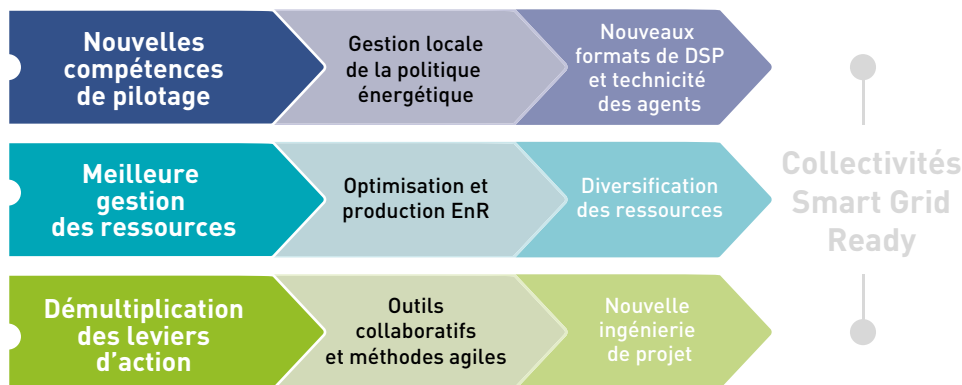 Nouvelles
compétences
de pilotage
Gestion locale
de la politique
énergétique
Nouveaux
formats de DSP
et technicité
des agents
Meilleure
gestion
des ressources
Optimisation et
production EnR
Diversification
des ressources
Démultiplication
des leviers
d'action
Outils
collaboratifs
et méthodes agiles
Nouvelle
ingénierie
de projet
Collectivités
Smart Grid
Ready